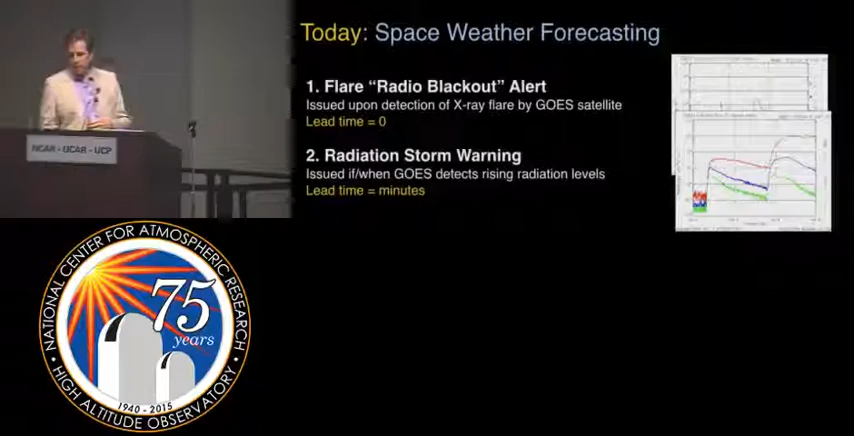 Today: Space Weather Forecasting
1. Flare “Radio Blackout” Alert
Issued upon detection of X-ray flare by GOES satellite
Lead time = 0
2. Radiation Storm Warning
Issued if/when GOES detects rising radiation levels
Lead time = minutes
NCAR - UCAR - UCP
NATIONAL CENTER FOR ATMOSPHERIC RESEARCH
75
years
1940 - 2015
HIGH ALTITUDE OBSERVATORY